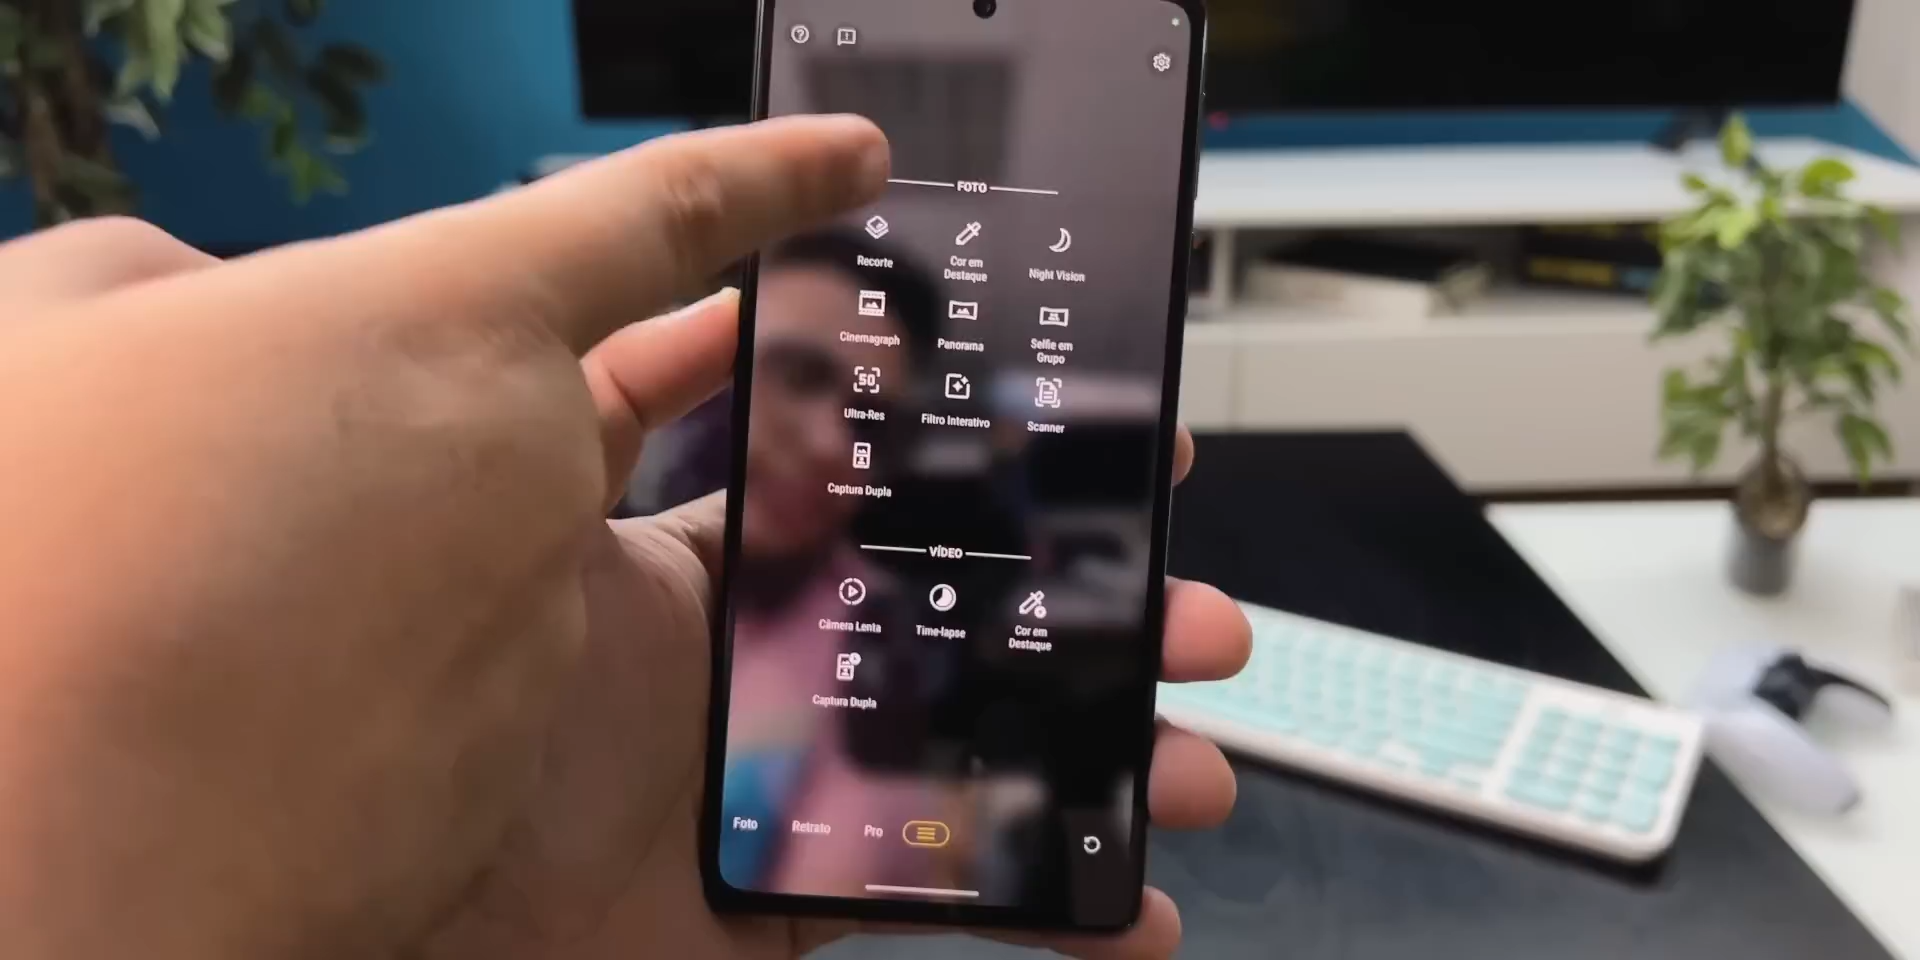 FOTO
Recorte
Cor em
Destaque
Night Vision
Cinemagraph
Panorama
Selfie em
Grupo
50
Ultra-Res
Filtro Interativo
Scanner
Captura Dupla
VÍDEO
Câmera Lenta
Time-lapse
Cor em
Destaque
Captura Dupla
Foto
Retrato
Pro